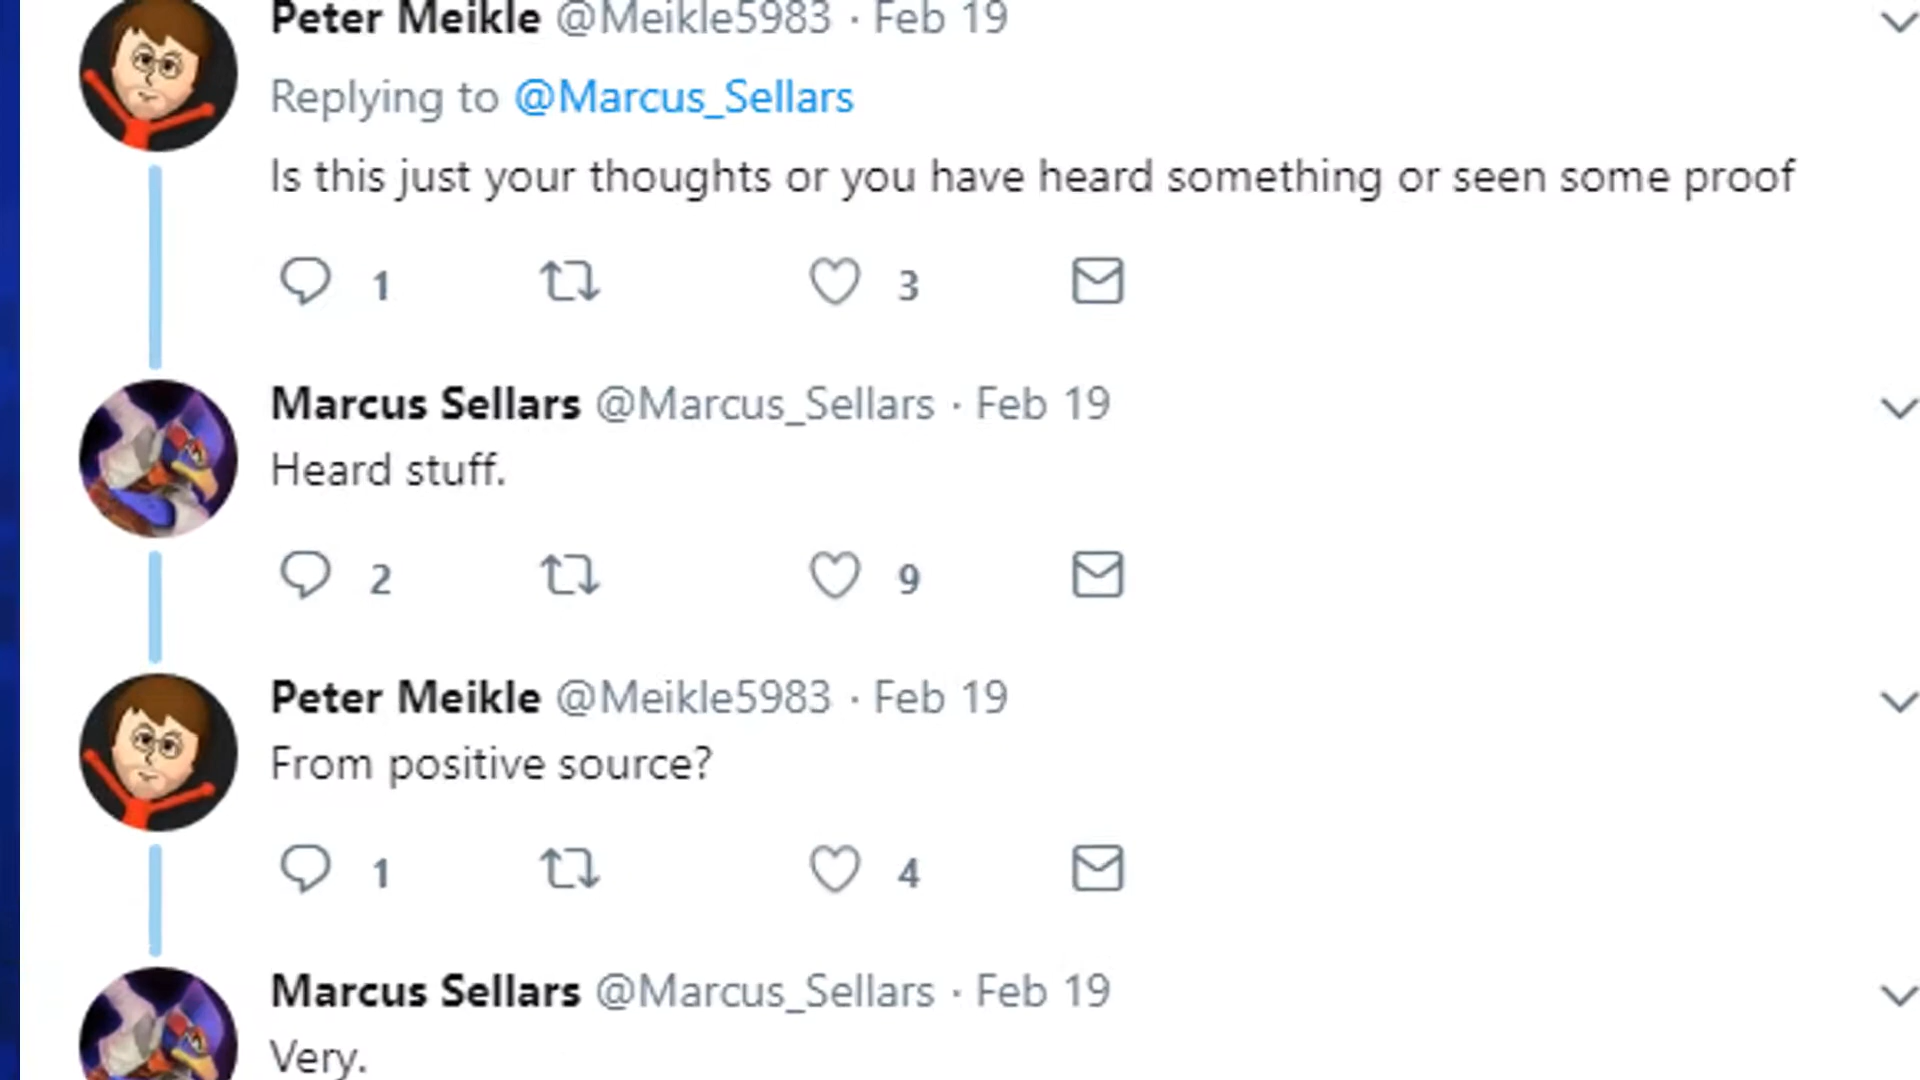 Peter Meikle @Meikle5983 · Feb 19
Replying to @Marcus_Sellars
Is this just your thoughts or you have heard something or seen some proof
1 3
Marcus Sellars @Marcus_Sellars · Feb 19
Heard stuff.
2 9
Peter Meikle @Meikle5983 · Feb 19
From positive source?
1 4
Marcus Sellars @Marcus_Sellars · Feb 19
Very.